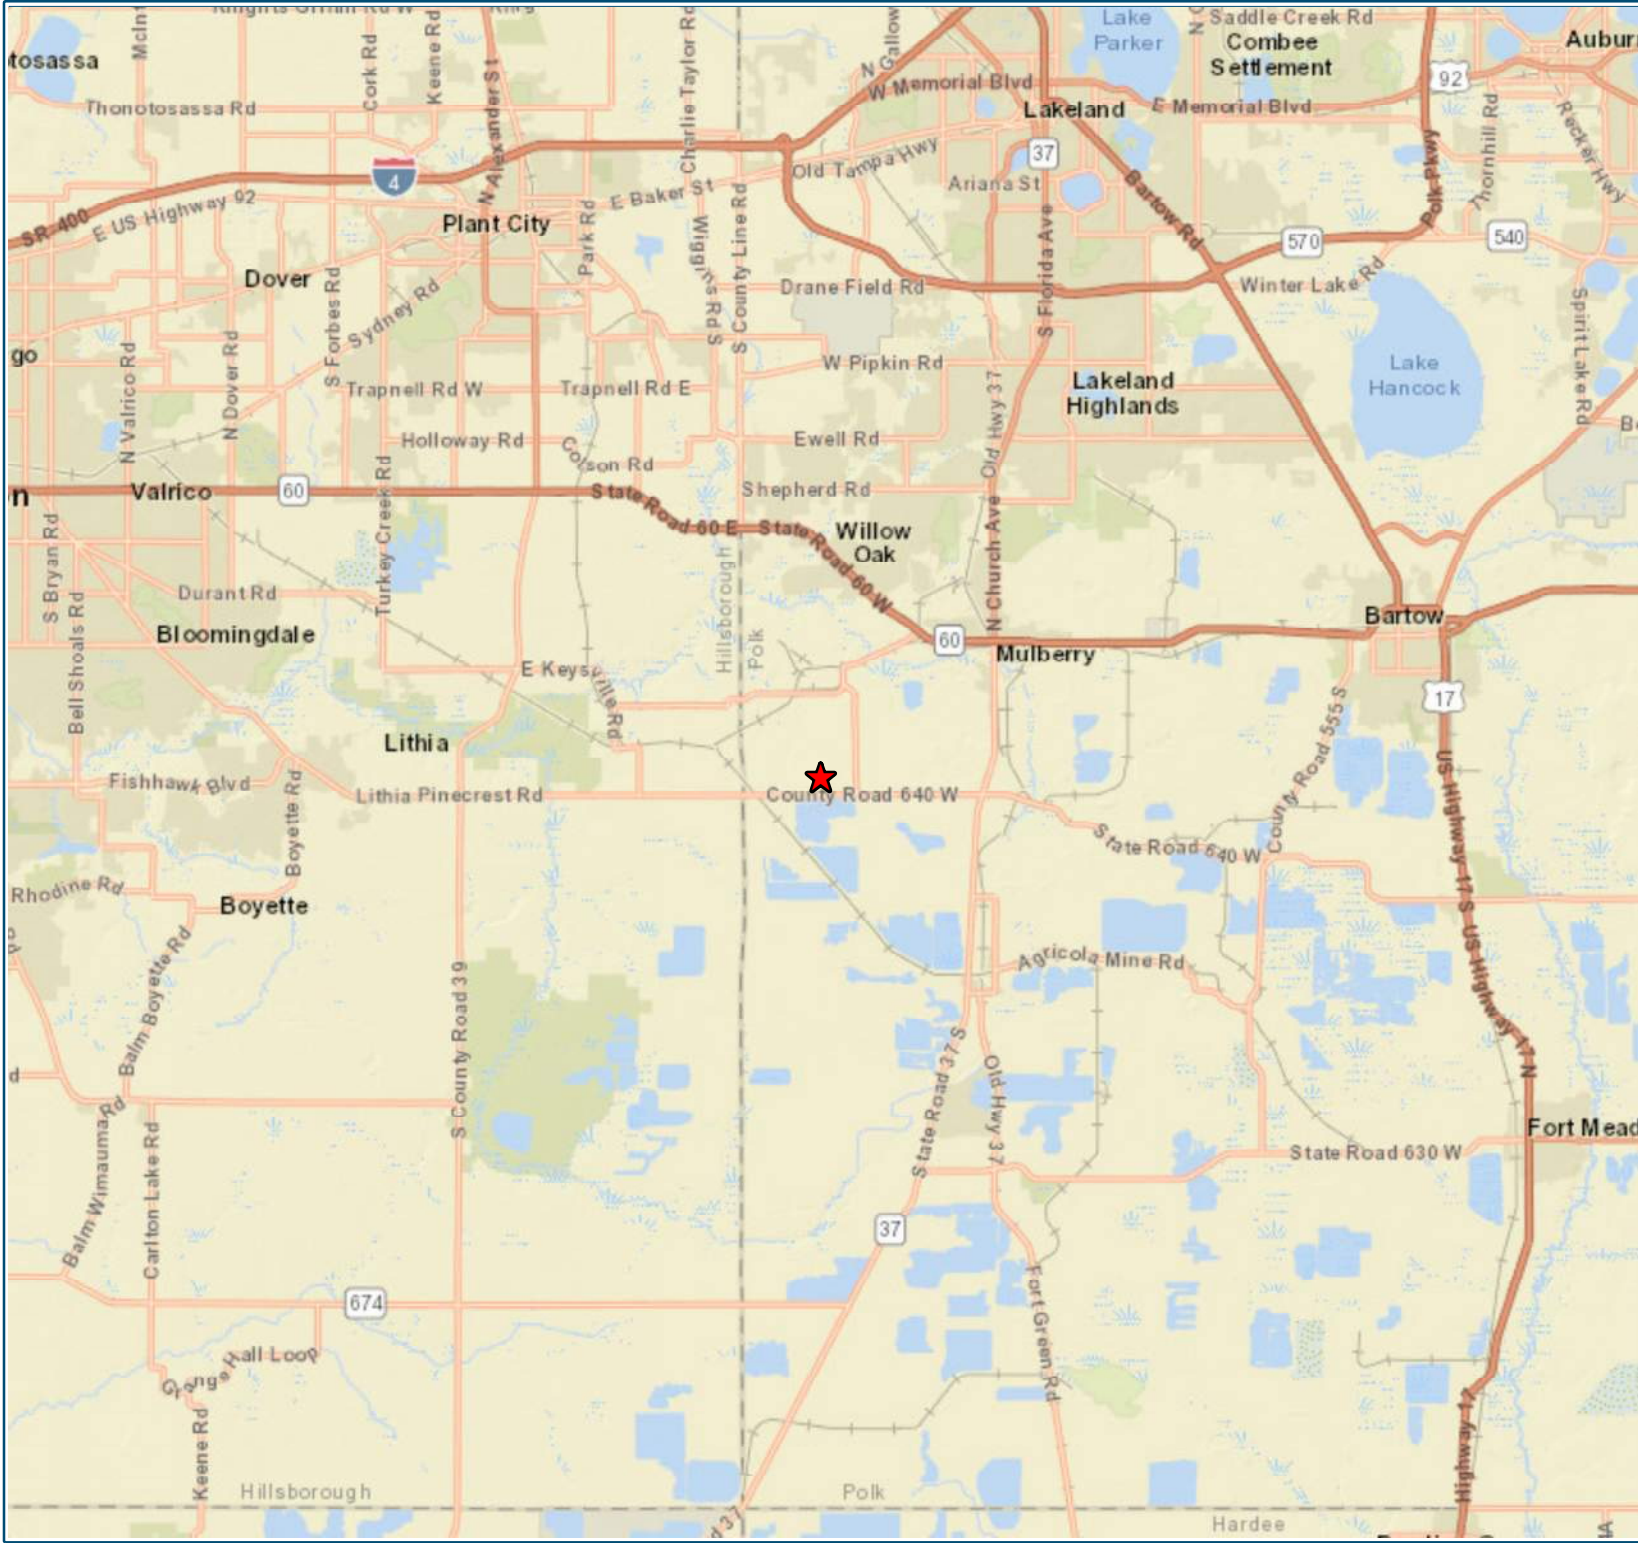 Knights Griffin Rd W
Saddle Creek Rd
Lake
Parker
Combee
Settlement
Auburn
tosassa
McInt
Cork Rd
Keene Rd
N Alexander St
Charlie Taylor Rd
N Gallow
W Memorial Blvd
Lakeland
E Memorial Blvd
92
Thonotosassa Rd
Thornhill Rd
Recker Hwy
Polk Pkwy
4
Old Tampa Hwy
37
Ariana St
Bartow Rd
SR 400
E US Highway 92
Plant City
E Baker St
Park Rd
Wiggins Rd S
S County Line Rd
570
540
Dover
S Forbes Rd
Sydney Rd
Drane Field Rd
S Florida Ave
Winter Lake Rd
Spirit Lake Rd
go
N Valrico Rd
N Dover Rd
Trapnell Rd W
Trapnell Rd E
W Pipkin Rd
Old Hwy 37
Lakeland
Highlands
Lake
Hancock
Holloway Rd
Colson Rd
Ewell Rd
n
Valrico
60
State Road 60 E
Shepherd Rd
State Road 60 W
Willow
Oak
N Church Ave
S Bryan Rd
Turkey Creek Rd
Durant Rd
Bell Shoals Rd
Bloomingdale
Hillsborough
Polk
60
Mulberry
Bartow
E Keysville Rd
17
County Road 555 S
Lithia
Fishhawk Blvd
Boyette Rd
Lithia Pinecrest Rd
County Road 640 W
State Road 640 W
US Highway 17 S
US Highway 17 N
Rhodine Rd
Boyette
Balm Boyette Rd
S County Road 39
Agricola Mine Rd
State Road 37 S
Old Hwy 37
d
Balm Wimauma Rd
Carlton Lake Rd
Fort Mead
State Road 630 W
37
674
Fort Green Rd
Grange Hall Loop
Keene Rd
Highway 17
Hillsborough
Polk
d 37
Hardee